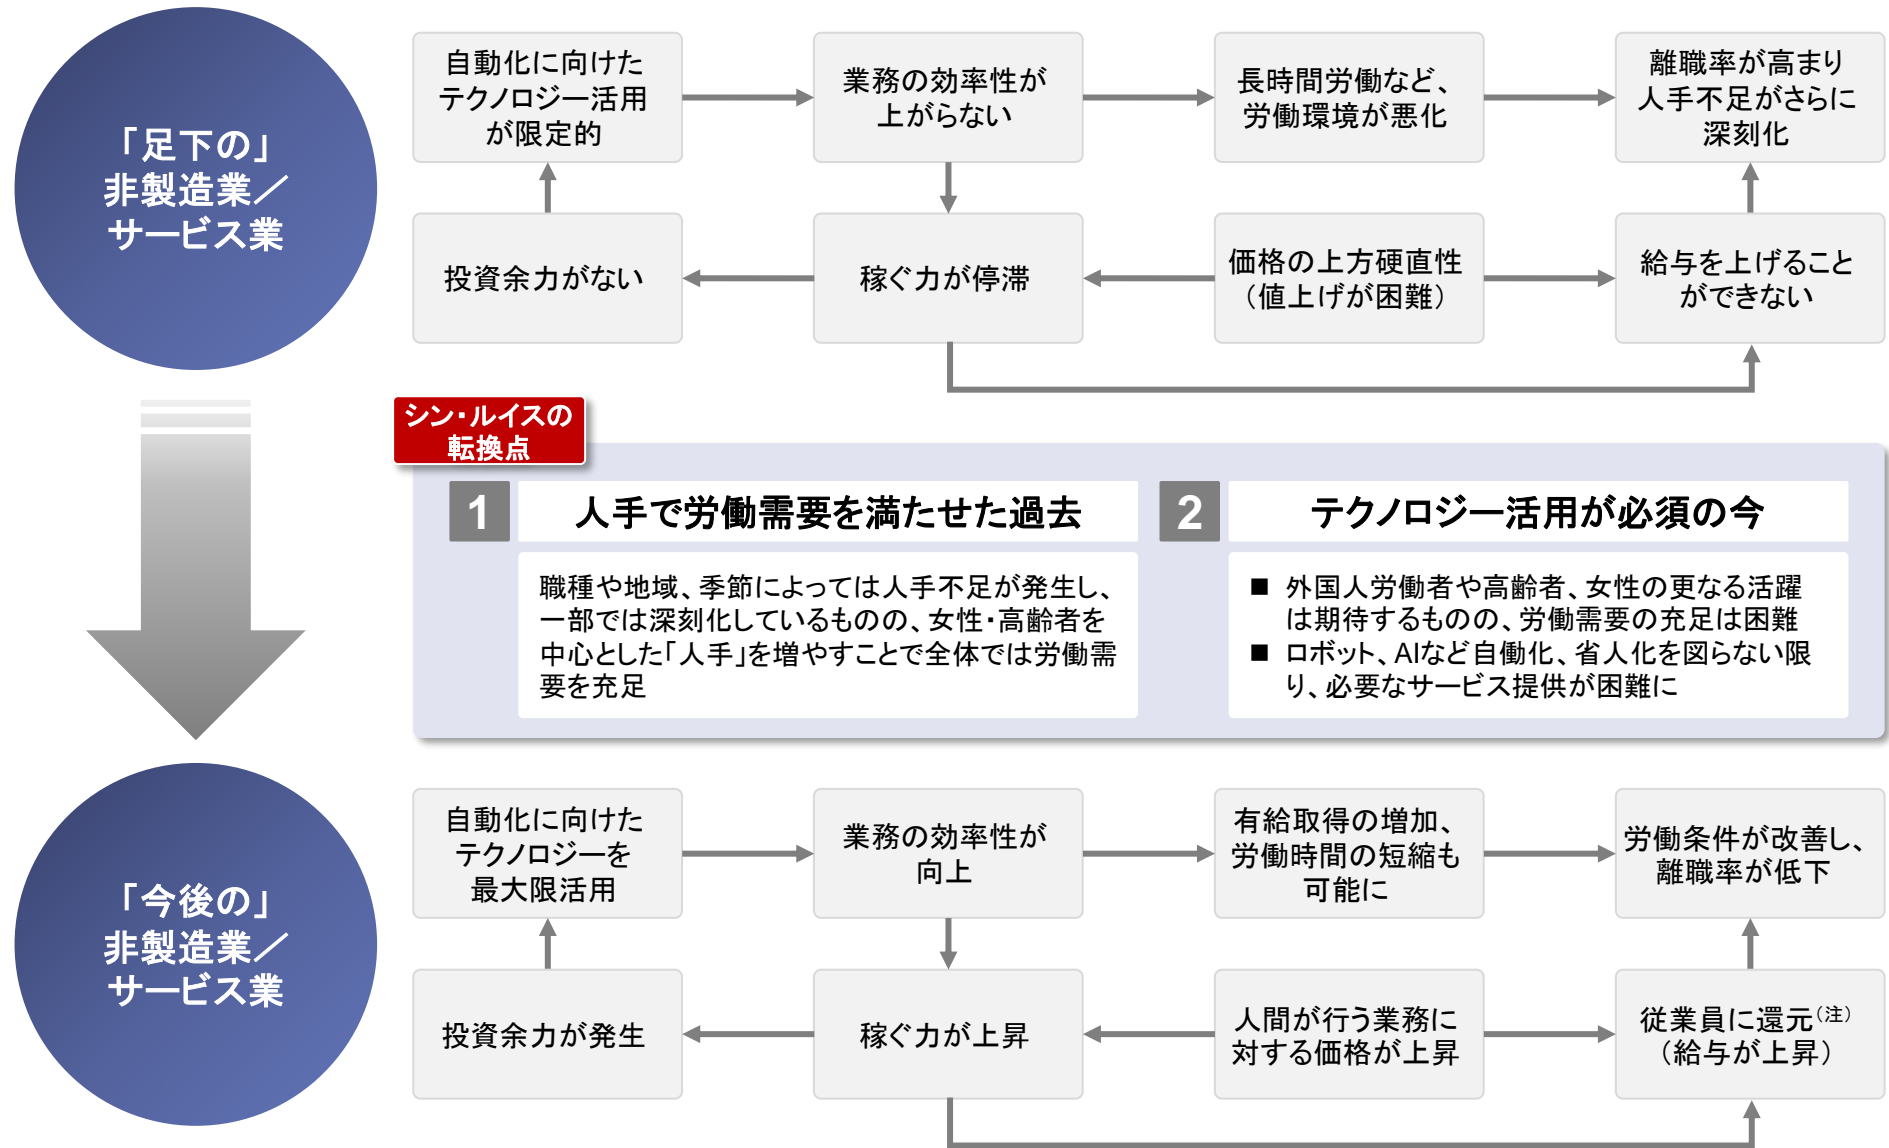 「足下の」
非製造業／
サービス業
自動化に向けた
テクノロジー活用
が限定的
業務の効率性が
上がらない
長時間労働など、
労働環境が悪化
離職率が高まり
人手不足がさらに
深刻化
投資余力がない
稼ぐ力が停滞
価格の上方硬直性
（値上げが困難）
給与を上げること
ができない
シン・ルイスの
転換点
1
人手で労働需要を満たせた過去
職種や地域、季節によっては人手不足が発生し、
一部では深刻化しているものの、女性・高齢者を
中心とした「人手」を増やすことで全体では労働需
要を充足
2
テクノロジー活用が必須の今
■ 外国人労働者や高齢者、女性の更なる活躍
は期待するものの、労働需要の充足は困難
■ ロボット、AIなど自働化、省人化を図らない限
り、必要なサービス提供が困難に
「今後の」
非製造業／
サービス業
自動化に向けた
テクノロジーを
最大限活用
業務の効率性が
向上
有給取得の増加、
労働時間の短縮も
可能に
労働条件が改善し、
離職率が低下
投資余力が発生
稼ぐ力が上昇
人間が行う業務に
対する価格が上昇
従業員に還元（注）
（給与が上昇）